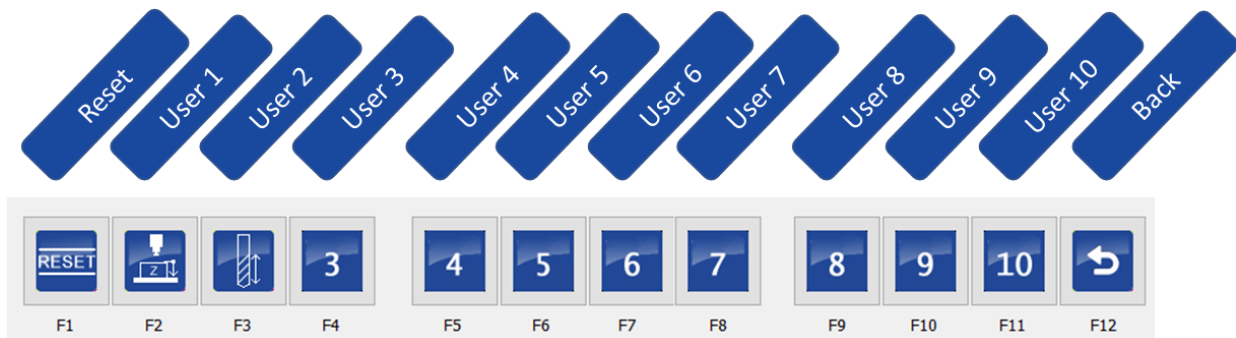 Reset
User 1
User 2
User 3
User 4
User 5
User 6
User 7
User 8
User 9
User 10
Back
RESET
Z
3
4
5
6
7
8
9
10
F1
F2
F3
F4
F5
F6
F7
F8
F9
F10
F11
F12